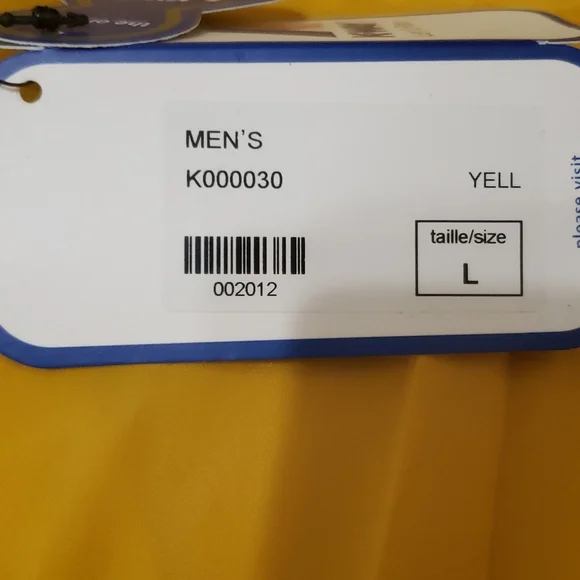 MEN'S
K000030
YELL
taille/size
L
002012
please visit